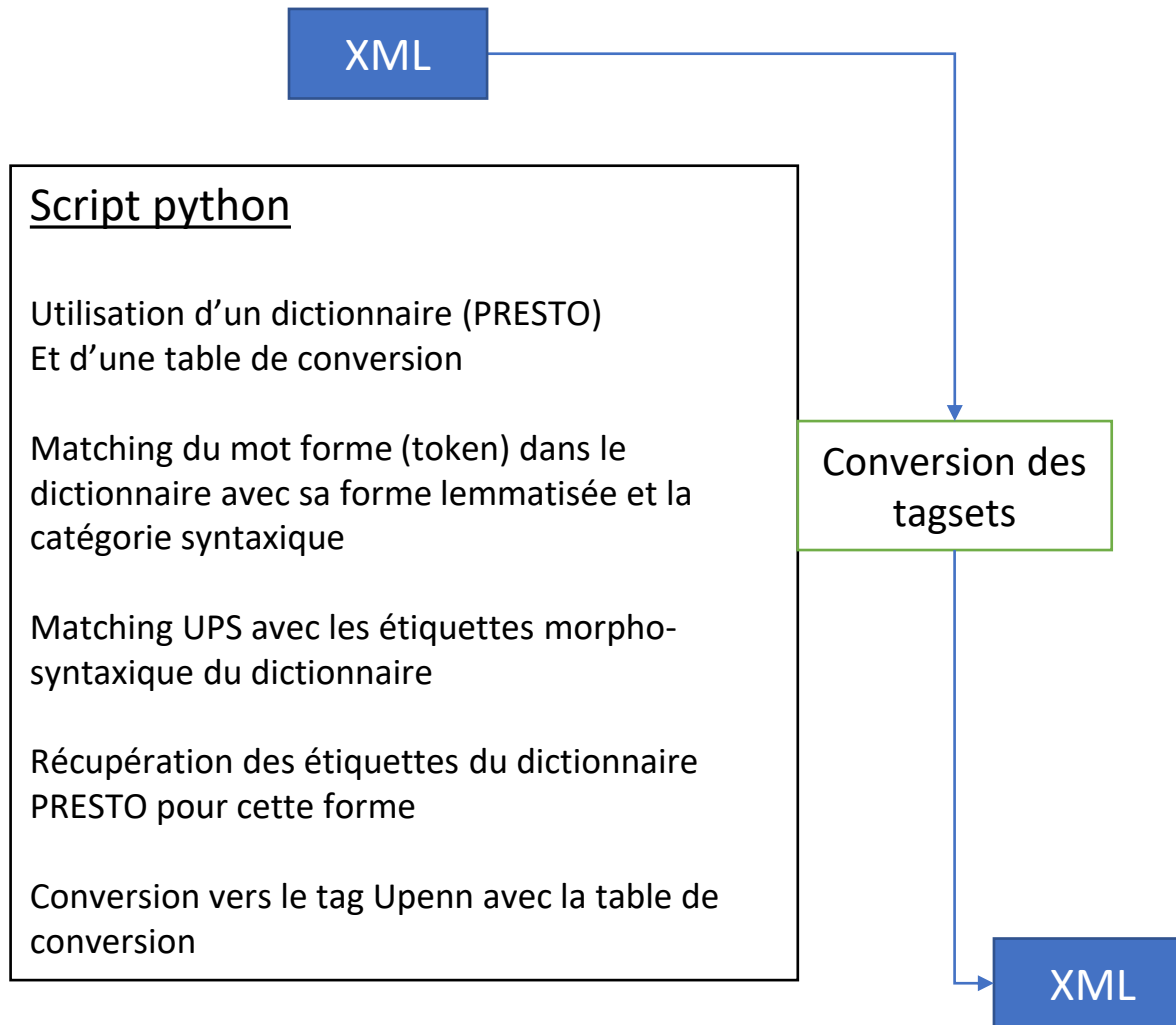 XML
Script python
Utilisation d’un dictionnaire (PRESTO)
Et d’une table de conversion
Matching du mot forme (token) dans le
dictionnaire avec sa forme lemmatisée et la
catégorie syntaxique
Matching UPS avec les étiquettes morpho-
syntaxique du dictionnaire
Récupération des étiquettes du dictionnaire
PRESTO pour cette forme
Conversion vers le tag Upenn avec la table de
conversion
Conversion des
tagsets
XML